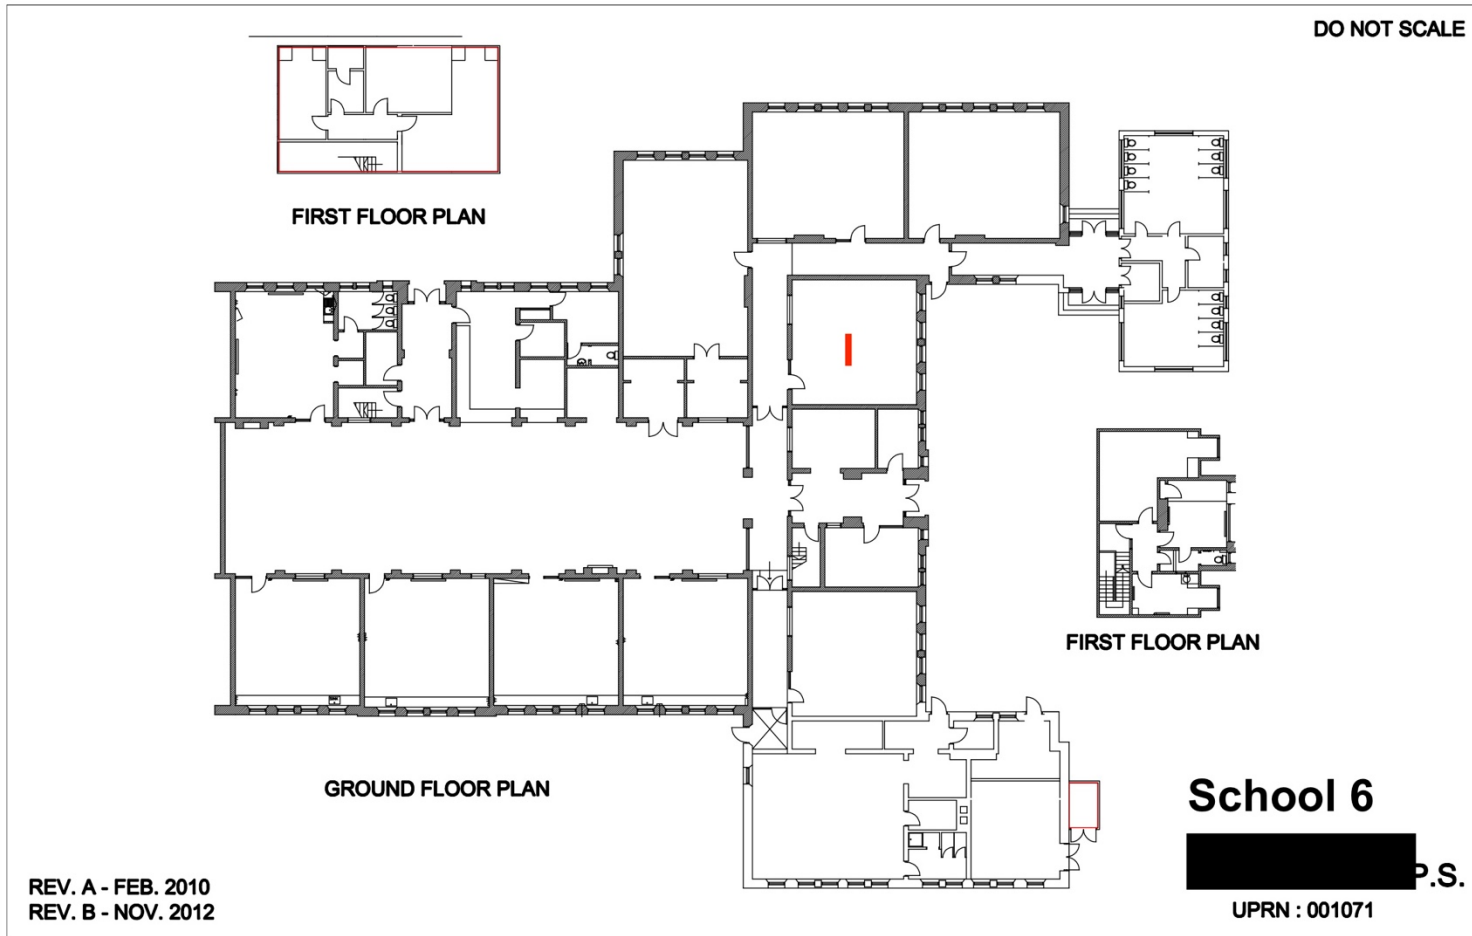 DO NOT SCALE
FIRST FLOOR PLAN
FIRST FLOOR PLAN
GROUND FLOOR PLAN
School 6
P.S.
UPRN : 001071
REV. A - FEB. 2010
REV. B - NOV. 2012